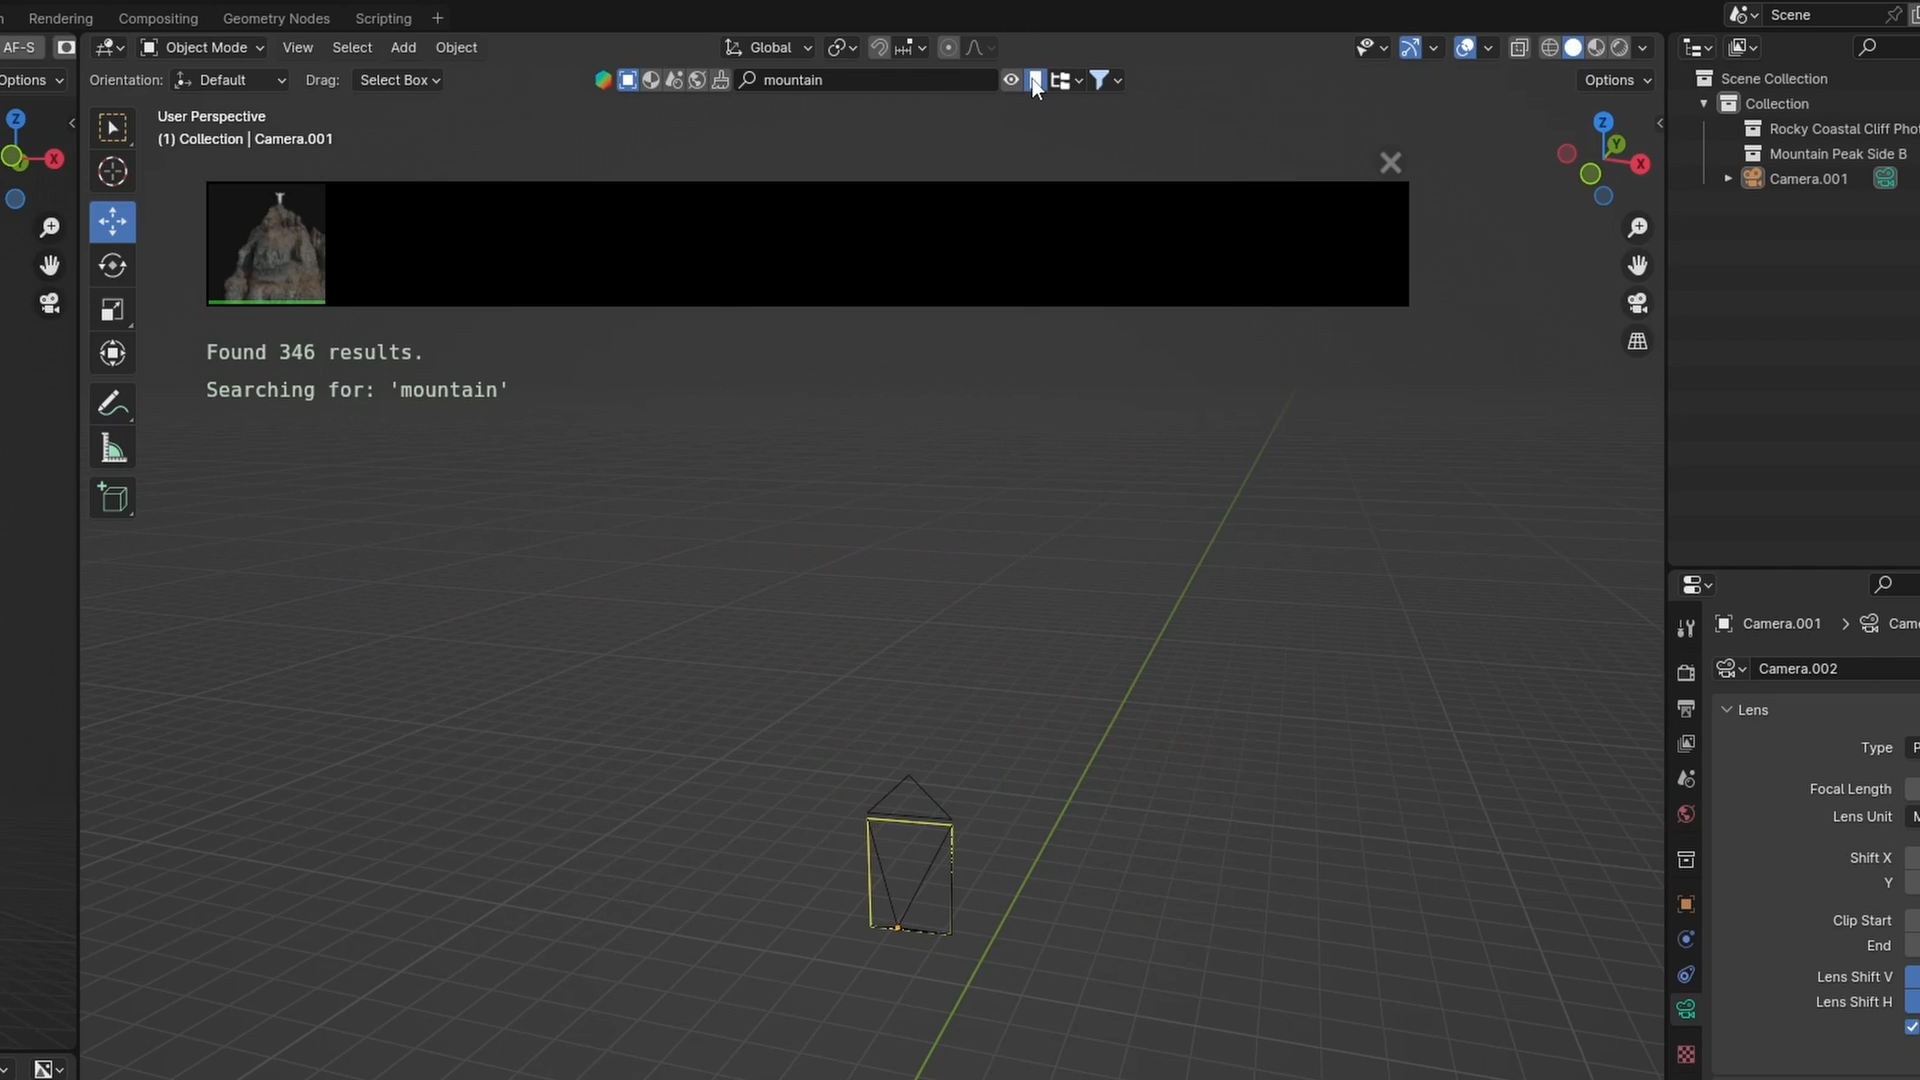 Rendering Compositing Geometry Nodes Scripting +
Scene
AF-S
Object Mode View Select Add Object
Global
Options
Orientation: Default Drag: Select Box
mountain
Options
User Perspective
(1) Collection | Camera.001
Z
X
Z
Y
X
Found 346 results.
Searching for: 'mountain'
Scene Collection
Collection
Rocky Coastal Cliff Phot
Mountain Peak Side B
Camera.001
Camera.001 > Came
Camera.002
Lens
Type P
Focal Length
Lens Unit M
Shift X
Y
Clip Start
End
Lens Shift V
Lens Shift H